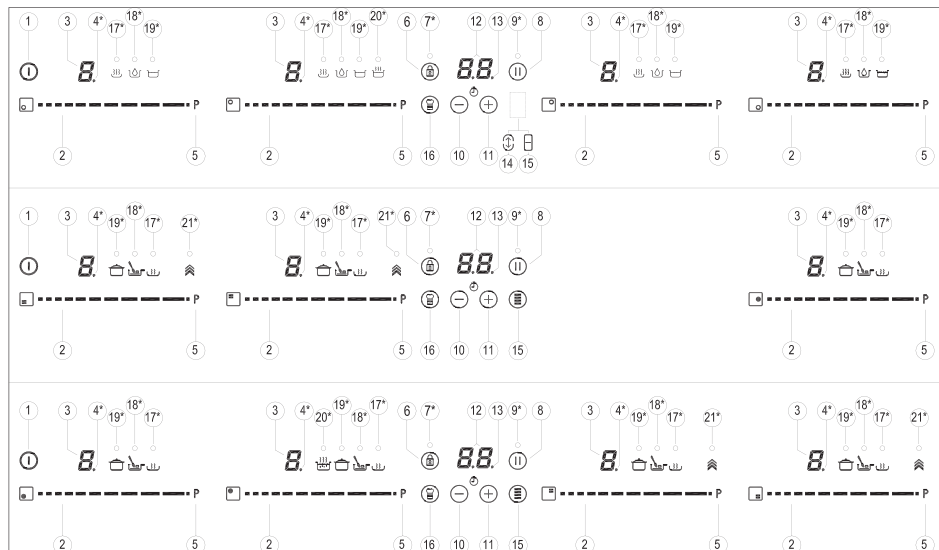 18* 18* 20* 12 18* 18*
1 3 4* 17* 19* 3 4* 17* 19* 6 7* 13 9* 8 3 4* 17* 19* 3 4* 17* 19*
8. 8. 8.8. 8. 8.
P P P P
2 5 2 5 16 10 11 14 15 2 5 2 5
18* 18* 12 18*
1 3 4* 19* 17* 21* 3 4* 19* 17* 21* 6 7* 13 9* 8 3 4* 19* 17*
8. 8. 8.8. 8.
P P P
2 5 2 5 16 10 11 15 2 5
18* 19* 17* 18* 18*
1 3 4* 19* 17* 3 4* 20* 18* 6 7* 12 13 9* 8 3 4* 19* 17* 21* 3 4* 19* 17* 21*
8. 8. 8.8. 8. 8.
P P P P
2 5 2 5 16 10 11 15 2 5 2 5